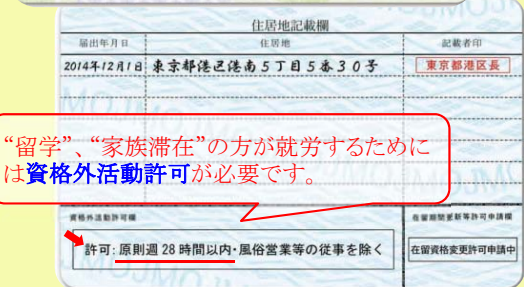 住居地記載欄
届出年月日 住居地 記載者印
2014年12月1日 東京都港区港南5丁目5番30号 東京都港区長
“留学”、“家族滞在”の方が就労するために
は資格外活動許可が必要です。
資格外活動許可欄 在留期間更新等許可申請欄
許可: 原則週 28 時間以内・風俗営業等の従事を除く 在留資格変更許可申請中